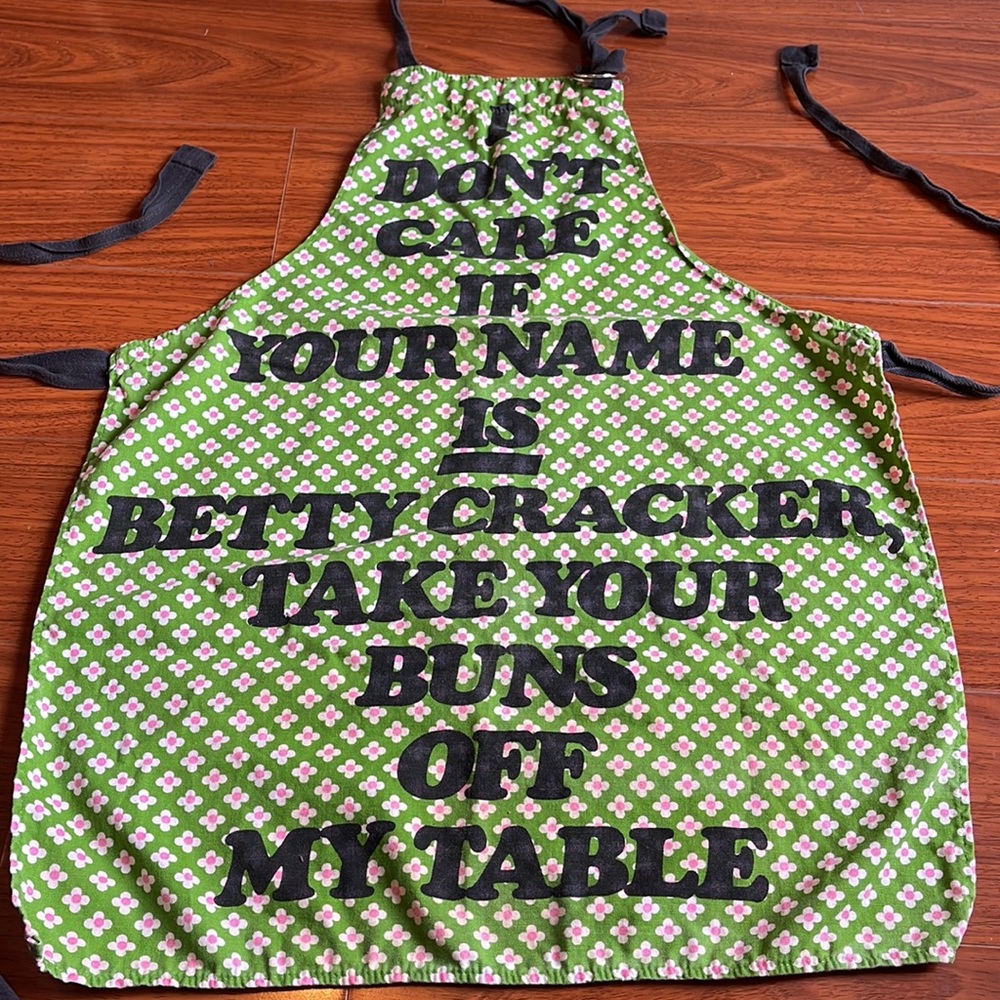 I
DON'T
CARE
IF
YOUR NAME
IS
BETTY CRACKER,
TAKE YOUR
BUNS
OFF
MY TABLE